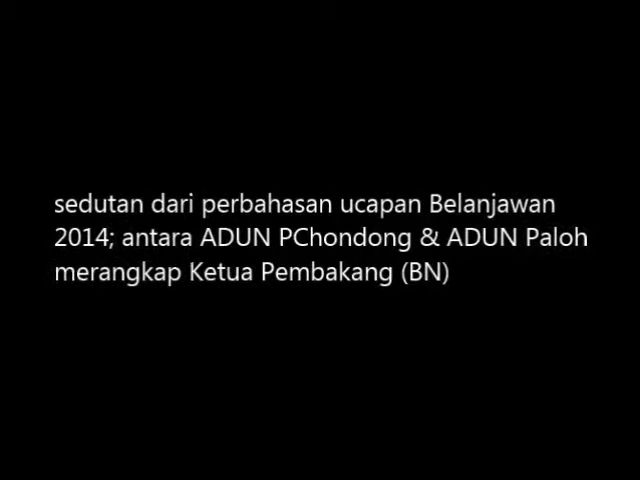 sedutan dari perbahasan ucapan Belanjawan
2014; antara ADUN PChondong & ADUN Paloh
merangkap Ketua Pembakang (BN)